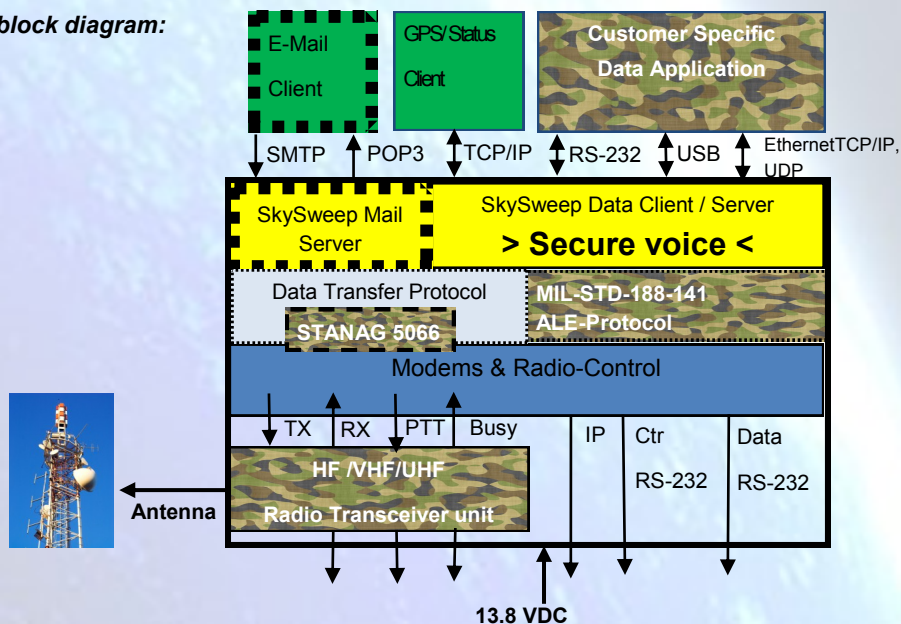 block diagram:
E-Mail
Client
GPS/Status
Client
Customer Specific
Data Application
SMTP
POP3
TCP/IP
RS-232
USB
EthernetTCP/IP,
UDP
SkySweep Mail
Server
SkySweep Data Client / Server
> Secure voice <
Data Transfer Protocol
STANAG 5066
MIL-STD-188-141
ALE-Protocol
Modems & Radio-Control
TX
RX
PTT
Busy
IP
Ctr
RS-232
Data
RS-232
HF /VHF/UHF
Radio Transceiver unit
Antenna
13.8 VDC